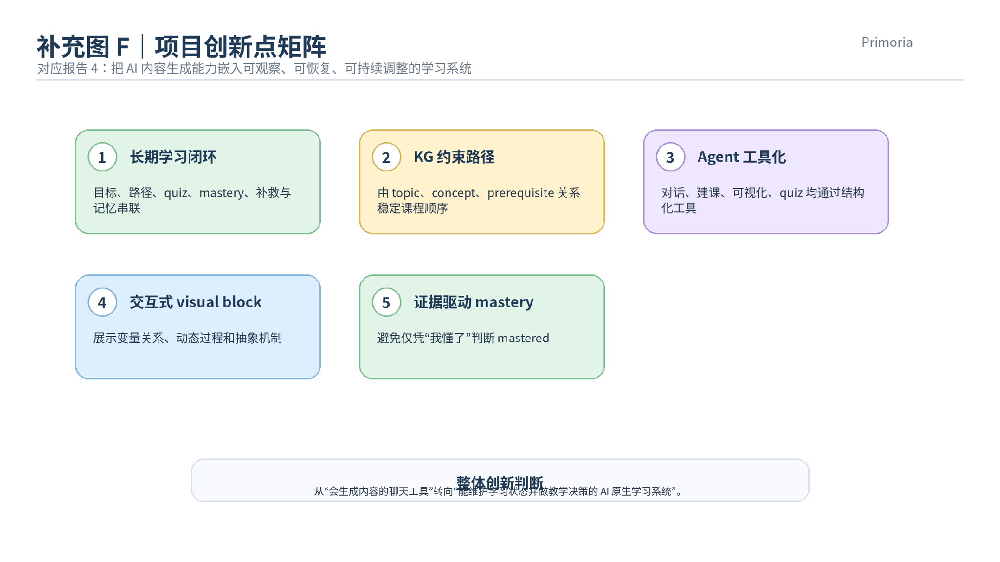 补充图 F｜项目创新点矩阵
Primoria
对应报告 4：把 AI 内容生成能力嵌入可观察、可恢复、可持续调整的学习系统
1 长期学习闭环
目标、路径、quiz、mastery、补救与
记忆串联
2 KG 约束路径
由 topic、concept、prerequisite 关系
稳定课程顺序
3 Agent 工具化
对话、建课、可视化、quiz 均通过结构
化工具
4 交互式 visual block
展示变量关系、动态过程和抽象机制
5 证据驱动 mastery
避免仅凭“我懂了”判断 mastered
整体创新判断
从“会生成内容的聊天工具”转向“能维护学习状态并做教学决策的 AI 原生学习系统”。